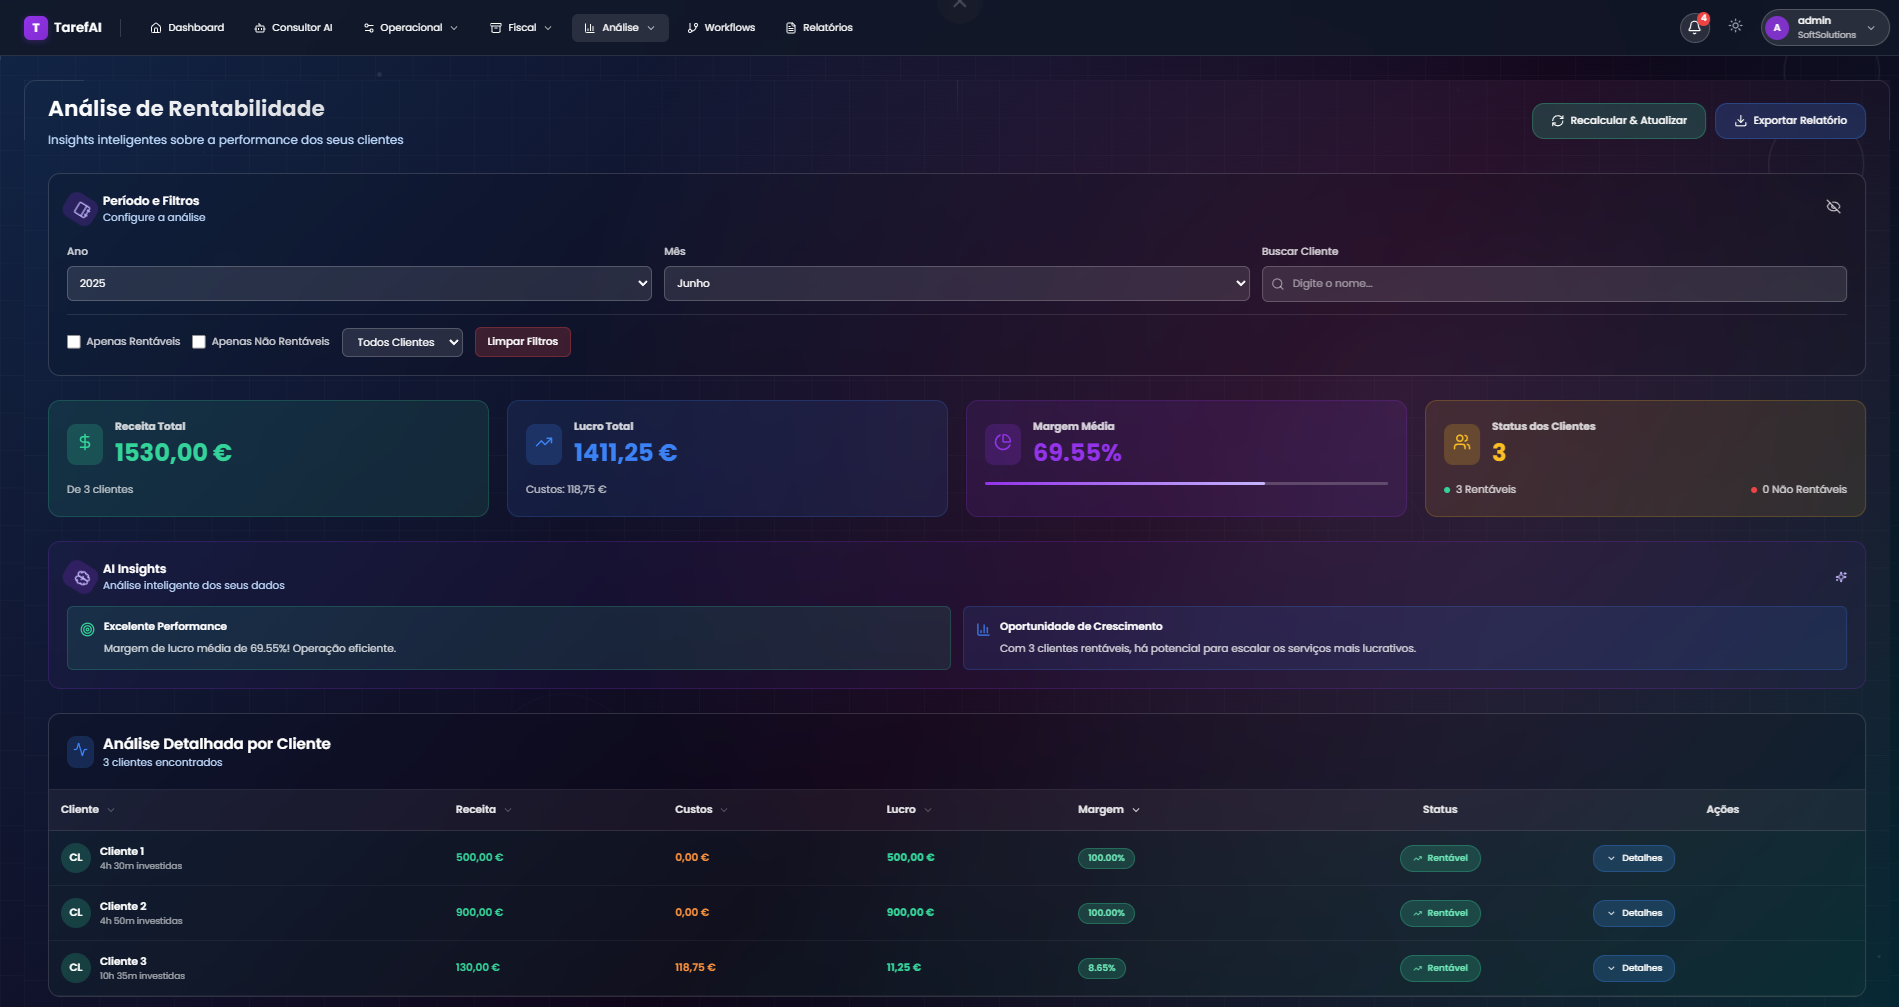 T TarefAI
Dashboard
Consultor AI
Operacional
Fiscal
Análise
Workflows
Relatórios
4
A
admin
SoftSolutions
Análise de Rentabilidade
Insights inteligentes sobre a performance dos seus clientes
Recalcular & Atualizar
Exportar Relatório
Período e Filtros
Configure a análise
Ano
Mês
Buscar Cliente
2025
Junho
Digite o nome...
Apenas Rentáveis
Apenas Não Rentáveis
Todos Clientes
Limpar Filtros
Receita Total
1530,00 €
De 3 clientes
Lucro Total
1411,25 €
Custos: 118,75 €
Margem Média
69.55%
Status dos Clientes
3
3 Rentáveis
0 Não Rentáveis
AI Insights
Análise inteligente dos seus dados
Excelente Performance
Margem de lucro média de 69.55%! Operação eficiente.
Oportunidade de Crescimento
Com 3 clientes rentáveis, há potencial para escalar os serviços mais lucrativos.
Análise Detalhada por Cliente
3 clientes encontrados
Cliente Receita Custos Lucro Margem Status Ações
CL Cliente 1 500,00 € 0,00 € 500,00 € 100.00% Rentável Detalhes
4h 30m investidas
CL Cliente 2 900,00 € 0,00 € 900,00 € 100.00% Rentável Detalhes
4h 50m investidas
CL Cliente 3 130,00 € 118,75 € 11,25 € 8.65% Rentável Detalhes
10h 35m investidas